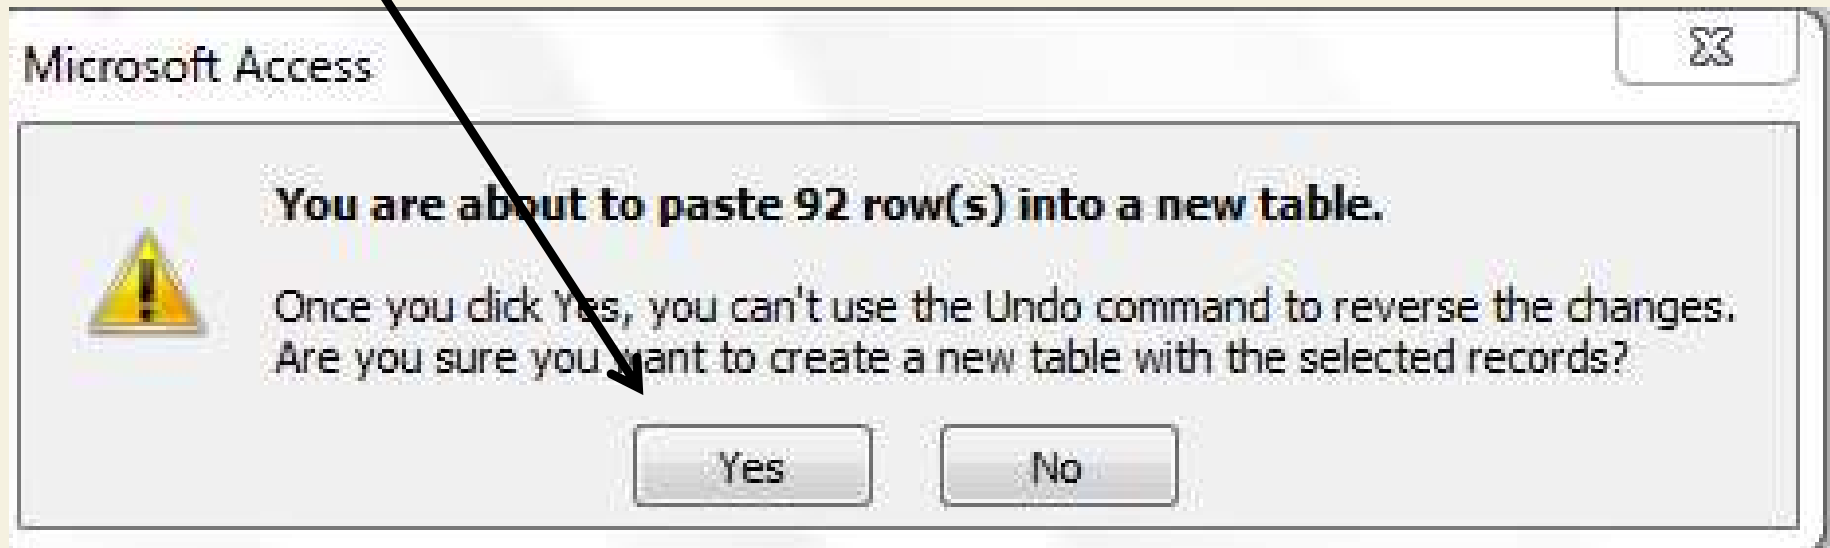 Microsoft Access
You are about to paste 92 row(s) into a new table.
Once you click Yes, you can't use the Undo command to reverse the changes.
Are you sure you want to create a new table with the selected records?
Yes No